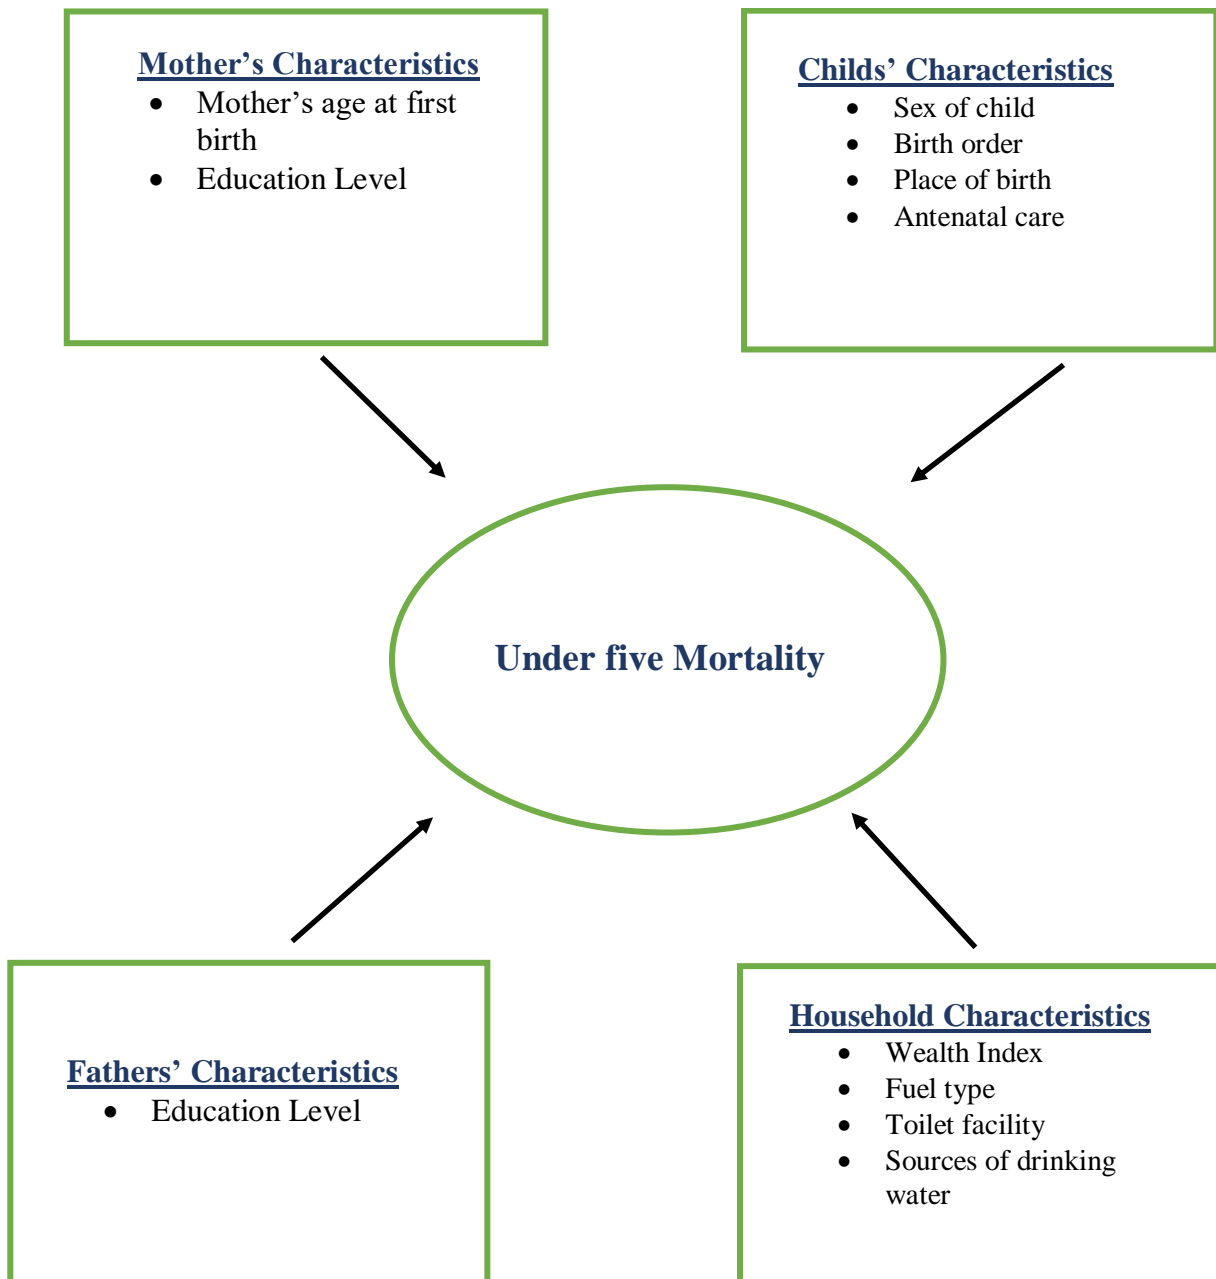 Mother’s Characteristics
• Mother’s age at first
birth
• Education Level
Childs’ Characteristics
• Sex of child
• Birth order
• Place of birth
• Antenatal care
Under five Mortality
Fathers’ Characteristics
• Education Level
Household Characteristics
• Wealth Index
• Fuel type
• Toilet facility
• Sources of drinking
water